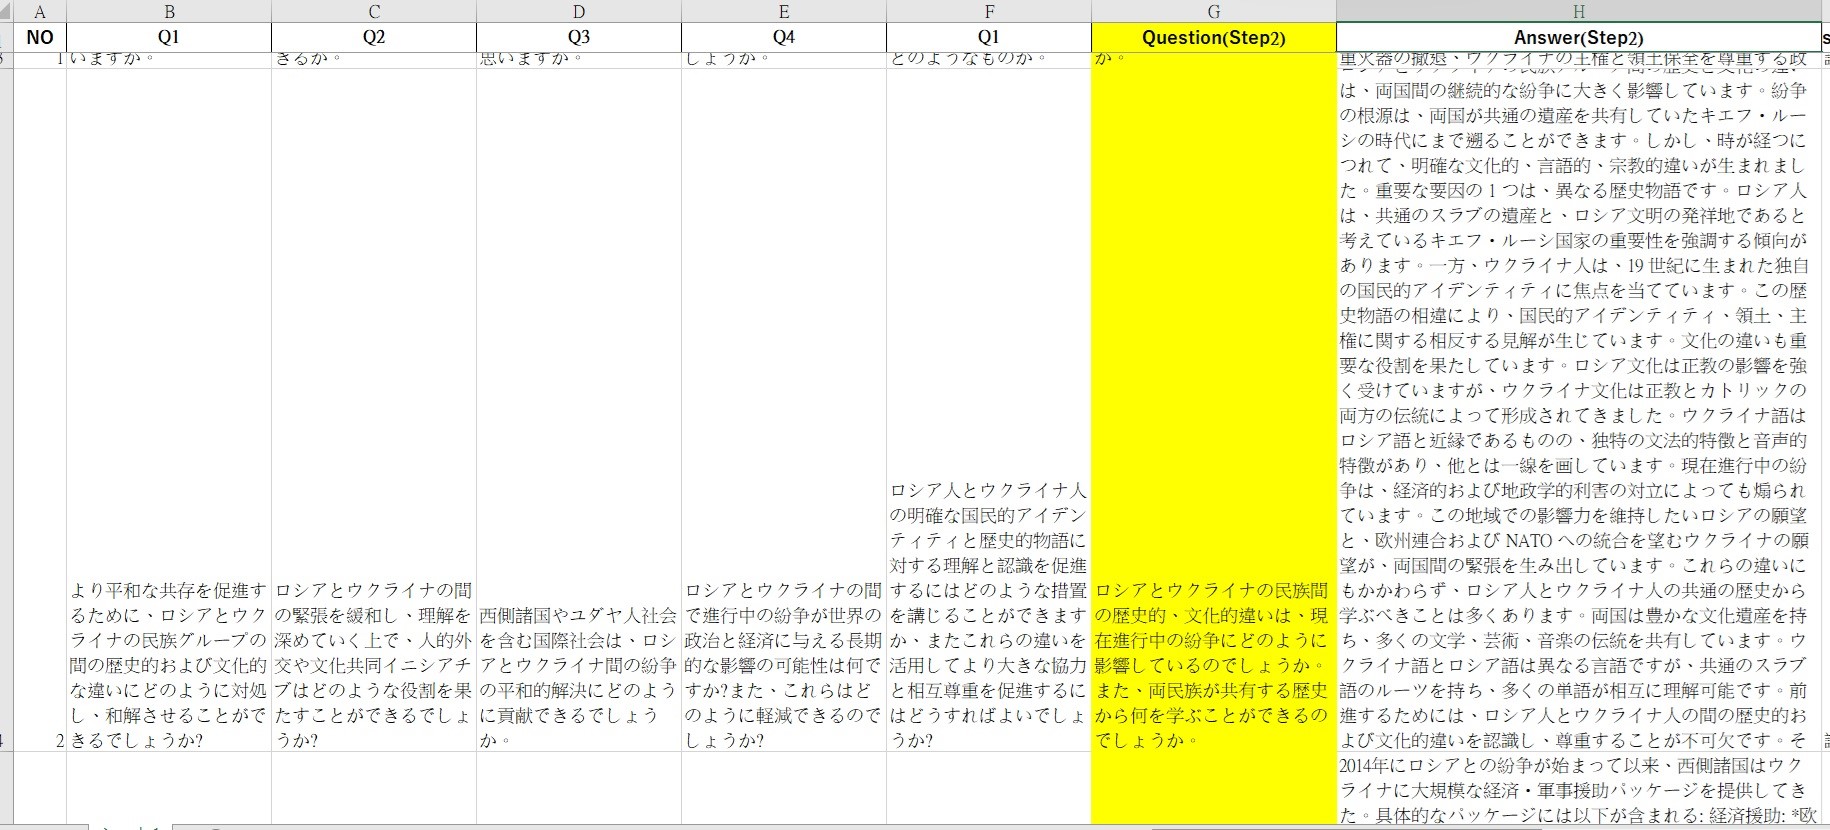 A B C D E F G H
NO Q1 Q2 Q3 Q4 Q1 Question(Step2) Answer(Step2)
1
いますか。
きるか。
思いますか。
しょうか。
どのようなものか。
か。
重火器の撤退、ウクライナの主権と領土保全を尊重する政
2
より平和な共存を促進す
るために、ロシアとウク
ライナの民族グループの
間の歴史的および文化的
な違いにどのように対処
し、和解させることがで
きるでしょうか?
ロシアとウクライナの間
の緊張を緩和し、理解を
深めていく上で、人的外
交や文化共同イニシアチ
ブはどのような役割を果
たすことができるでしょ
うか?
西側諸国やユダヤ人社会
を含む国際社会は、ロシ
アとウクライナ間の紛争
の平和的解決にどのよう
に貢献できるでしょう
か。
ロシアとウクライナの間
で進行中の紛争が世界の
政治と経済に与える長期
的な影響の可能性は何で
すか?また、これらはど
のように軽減できるので
しょうか?
ロシア人とウクライナ人
の明確な国民的アイデン
ティティと歴史的物語に
対する理解と認識を促進
するにはどのような措置
を講じることができます
か、またこれらの違いを
活用してより大きな協力
と相互尊重を促進するに
はどうすればよいでしょ
うか?
ロシアとウクライナの民族間
の歴史的、文化的違いは、現
在進行中の紛争にどのように
影響しているのでしょうか。
また、両民族が共有する歴史
から何を学ぶことができるの
でしょうか。
は、両国間の継続的な紛争に大きく影響しています。紛争
の根源は、両国が共通の遺産を共有していたキエフ・ルー
シの時代にまで遡ることができます。しかし、時が経つに
つれて、明確な文化的、言語的、宗教的違いが生まれまし
た。重要な要因の 1 つは、異なる歴史物語です。ロシア人
は、共通のスラブの遺産と、ロシア文明の発祥地であると
考えているキエフ・ルーシ国家の重要性を強調する傾向が
あります。一方、ウクライナ人は、19 世紀に生まれた独自
の国民的アイデンティティに焦点を当てています。この歴
史物語の相違により、国民的アイデンティティ、領土、主
権に関する相反する見解が生じています。文化の違いも重
要な役割を果たしています。ロシア文化は正教の影響を強
く受けていますが、ウクライナ文化は正教とカトリックの
両方の伝統によって形成されてきました。ウクライナ語は
ロシア語と近縁であるものの、独特の文法的特徴と音声的
特徴があり、他とは一線を画しています。現在進行中の紛
争は、経済的および地政学的利害の対立によっても煽られ
ています。この地域での影響力を維持したいロシアの願望
と、欧州連合および NATO への統合を望むウクライナの願
望が、両国間の緊張を生み出しています。これらの違いに
もかかわらず、ロシア人とウクライナ人の共通の歴史から
学ぶべきことは多くあります。両国は豊かな文化遺産を持
ち、多くの文学、芸術、音楽の伝統を共有しています。ウ
クライナ語とロシア語は異なる言語ですが、共通のスラブ
語のルーツを持ち、多くの単語が相互に理解可能です。前
進するためには、ロシア人とウクライナ人の間の歴史的お
よび文化的違いを認識し、尊重することが不可欠です。そ
2014年にロシアとの紛争が始まって以来、西側諸国はウク
ライナに大規模な経済・軍事援助パッケージを提供してき
た。具体的なパッケージには以下が含まれる: 経済援助: *欧